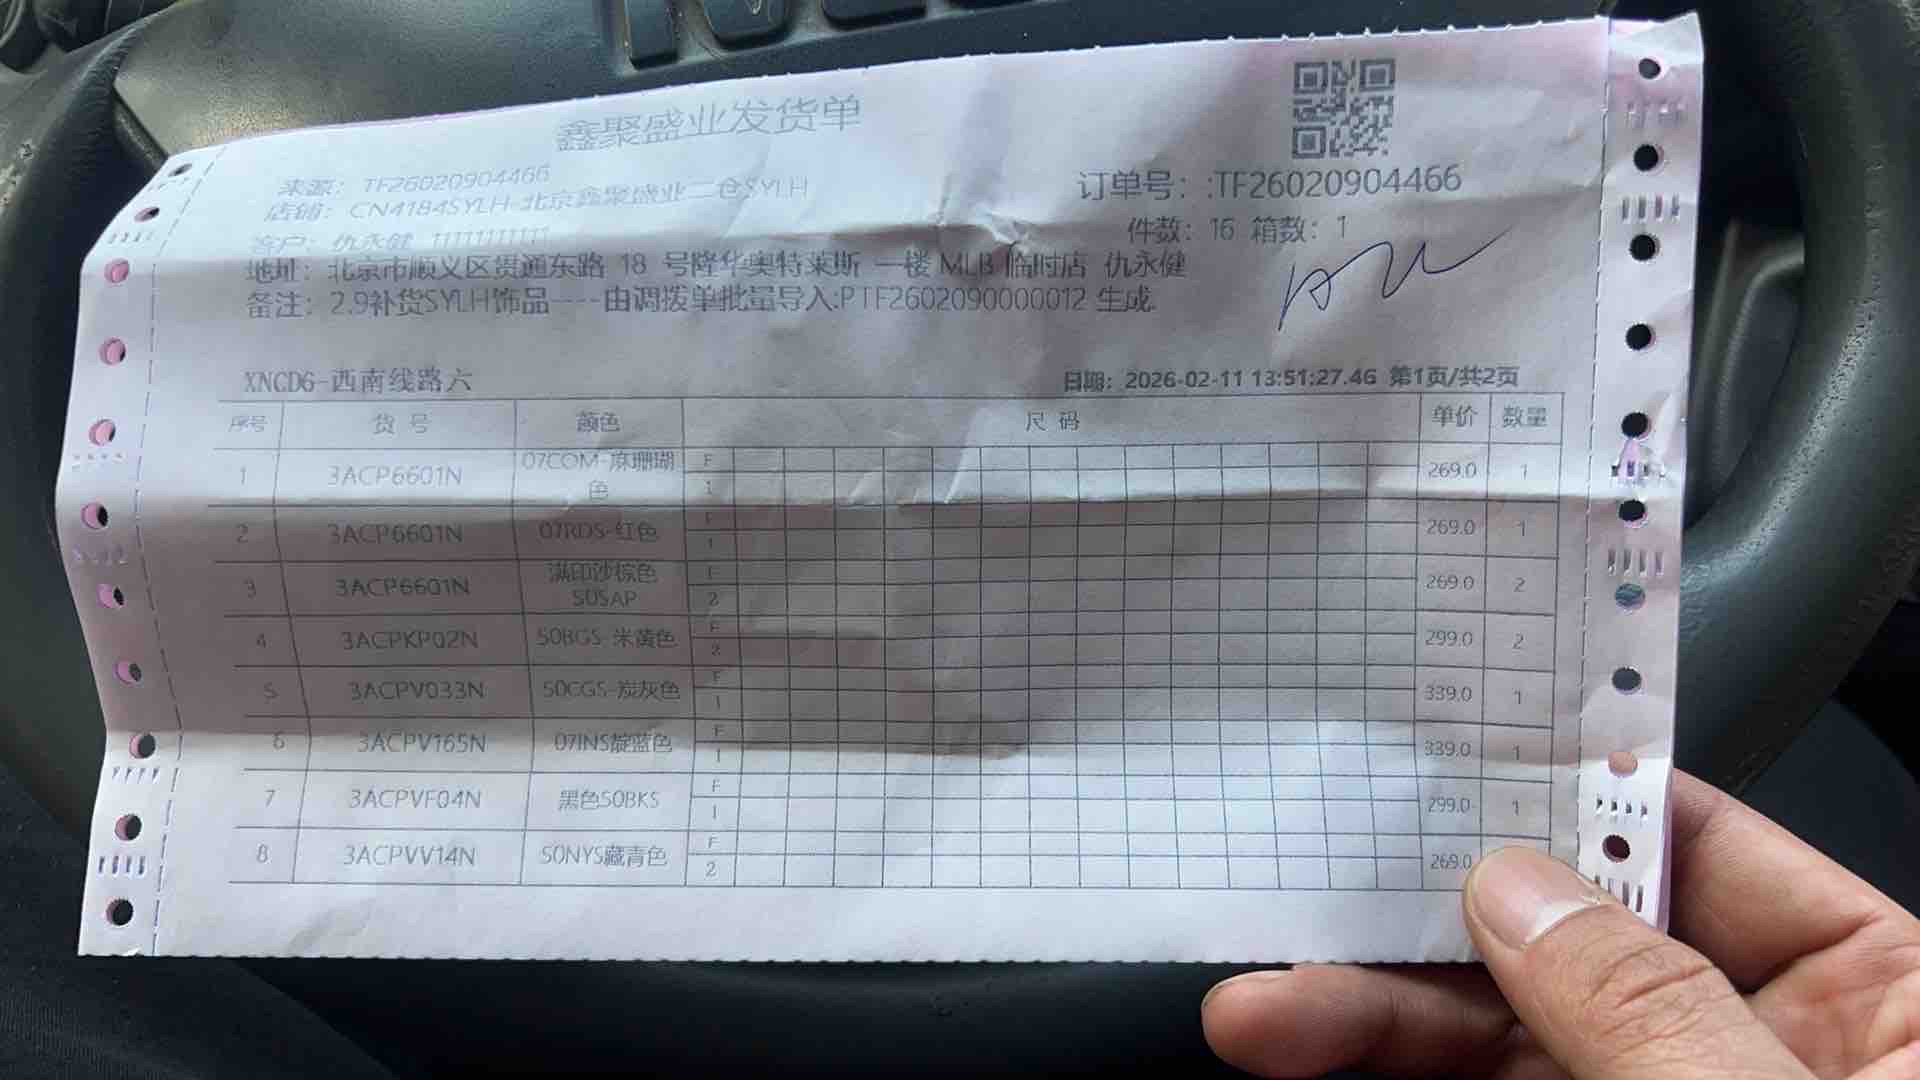 鑫聚盛业发货单
来源： TF26020904466
店铺： CN4184SYLH-北京鑫聚盛业二仓SYLH
订单号：:TF26020904466
客户： 仇永健 11111111111
件数： 16 箱数： 1
地址： 北京市顺义区贯通东路 18 号隆华奥特莱斯 一楼 MLB 临时店 仇永健
备注： 2.9补货SYLH饰品----由调拨单批量导入:PTF2602090000012 生成
XNCD6-西南线路六
日期： 2026-02-11 13:51:27.46 第1页/共2页
序号 货 号 颜色 尺 码 单价 数量
1 3ACP6601N 07COM-麻珊瑚色 F 1 269.0 1
2 3ACP6601N 07RDS-红色 F 1 269.0 1
3 3ACP6601N 满印沙棕色50SAP F 2 269.0 2
4 3ACPKP02N 50BGS-米黄色 F 2 299.0 2
5 3ACPV033N 50CGS-炭灰色 F 1 339.0 1
6 3ACPV165N 07INS靛蓝色 F 1 339.0 1
7 3ACPVF04N 黑色50BKS F 1 299.0 1
8 3ACPVV14N 50NYS藏青色 F 2 269.0